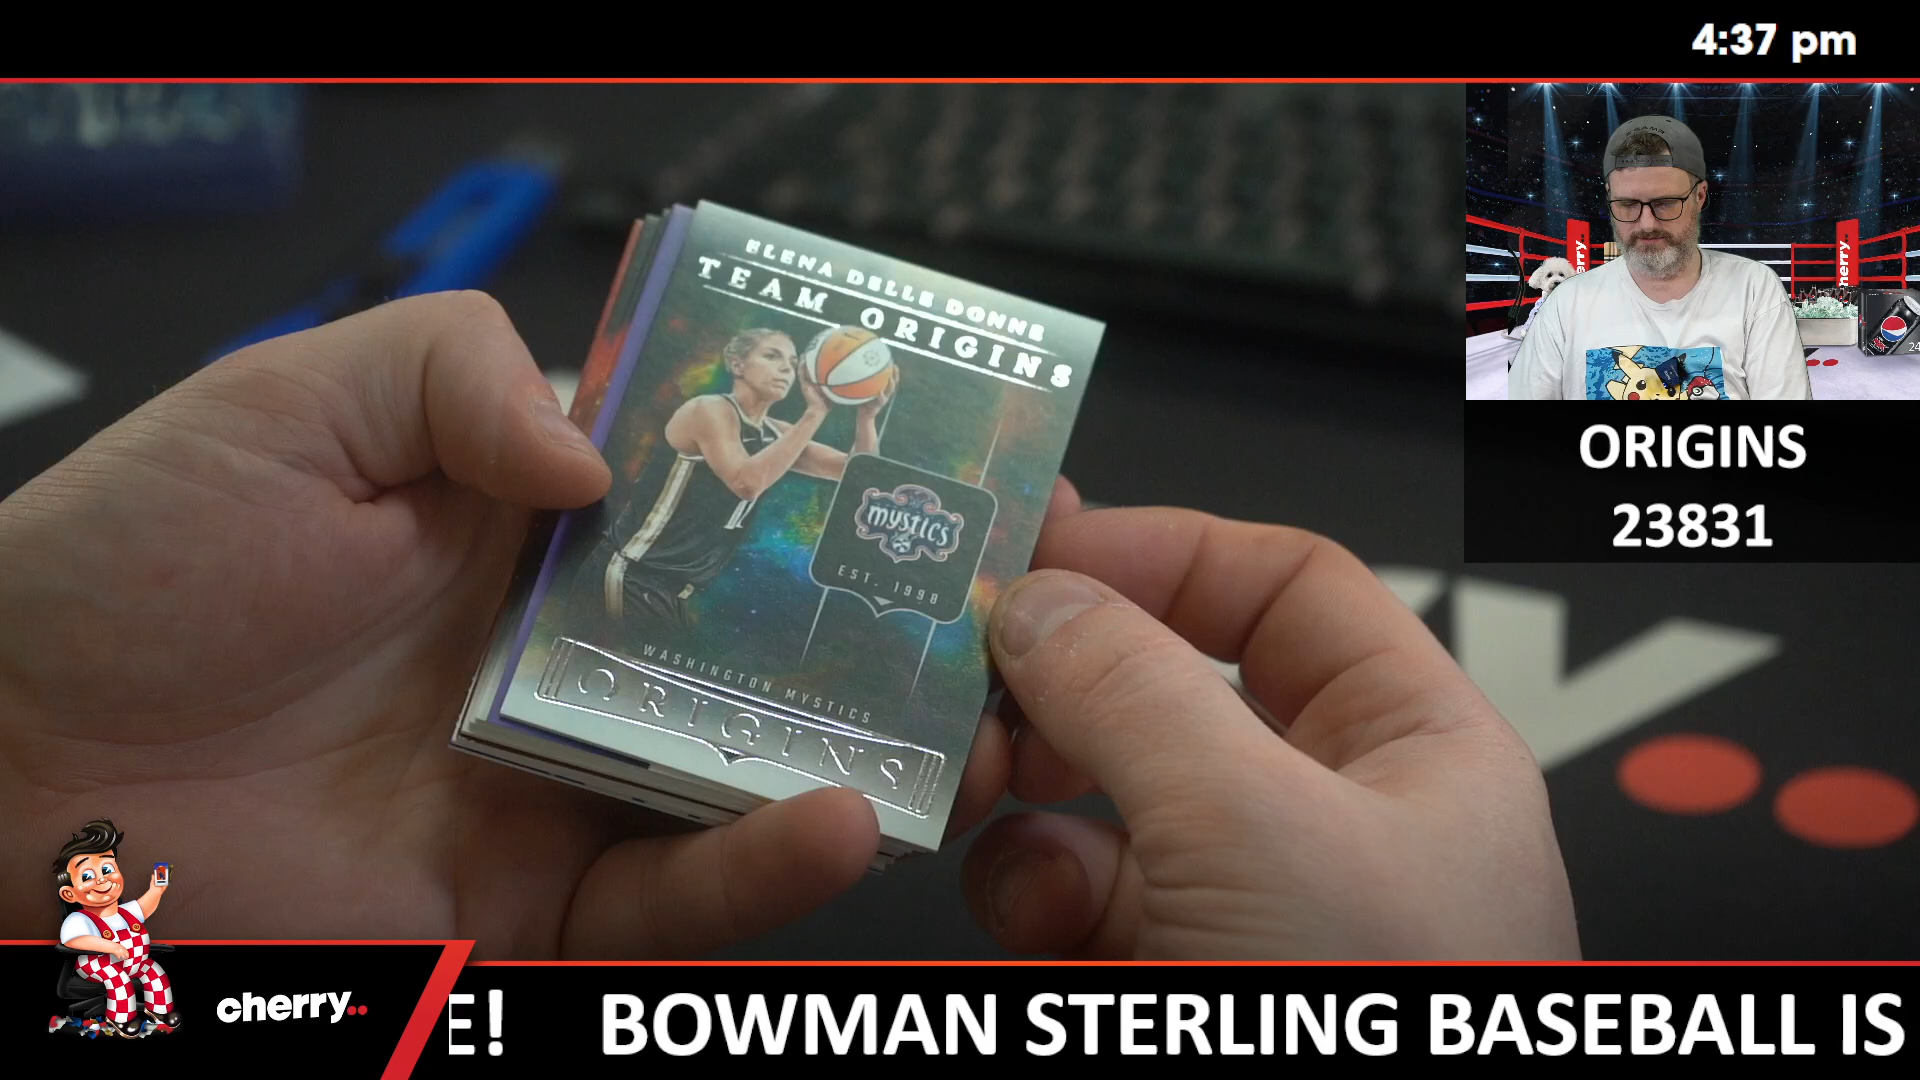 4:37 pm
ELENA DELLE DONNE
TEAM ORIGINS
mystics
EST. 1998
WASHINGTON MYSTICS
ORIGINS
ORIGINS
23831
cherry..
E! BOWMAN STERLING BASEBALL IS